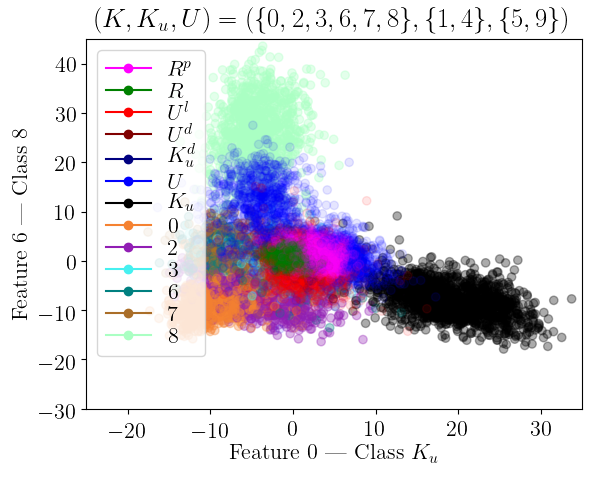 (K, K_u, U) = ({0, 2, 3, 6, 7, 8}, {1, 4}, {5, 9})
Feature 6 — Class 8
40
30
20
10
0
−10
−20
−30
R^p
R
U^l
U^d
K_u^d
U
K_u
0
2
3
6
7
8
−20
−10
0
10
20
30
Feature 0 — Class K_u